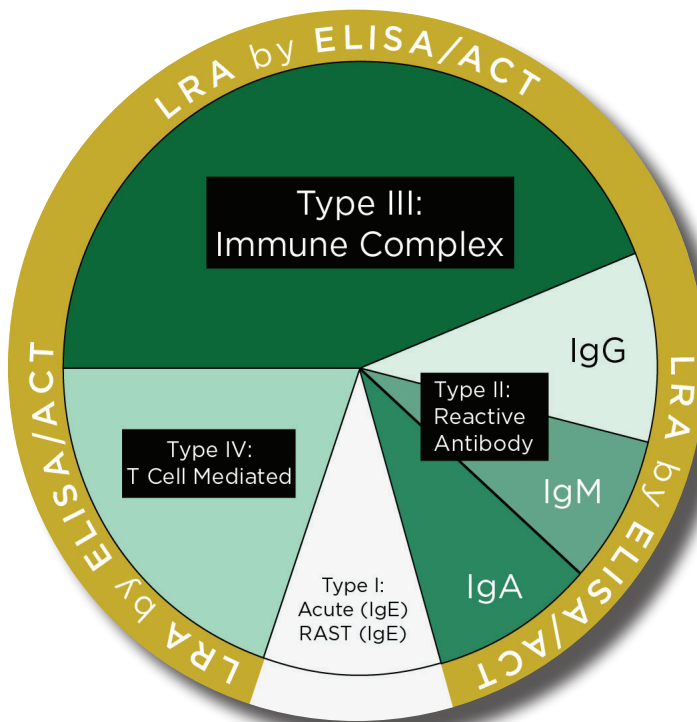 LRA by ELISA/ACT
Type III:
Immune Complex
IgG
Type II:
Reactive
Antibody
IgM
IgA
Type IV:
T Cell Mediated
Type I:
Acute (IgE)
RAST (IgE)
LRA by ELISA/ACT
LRA by ELISA/ACT